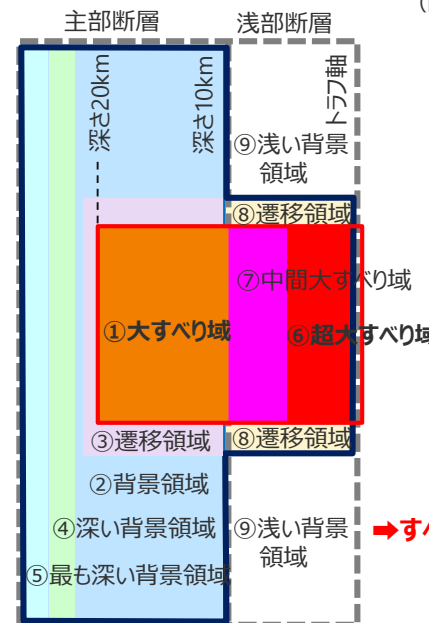 (
主部断層
浅部断層
深さ20km
深さ10km
トラフ軸
⑨浅い背景
領域
⑧遷移領域
⑦中間大すべり域
①大すべり域
⑥超大すべり域
③遷移領域
⑧遷移領域
②背景領域
④深い背景領域
⑨浅い背景
領域
➡すべ
⑤最も深い背景領域